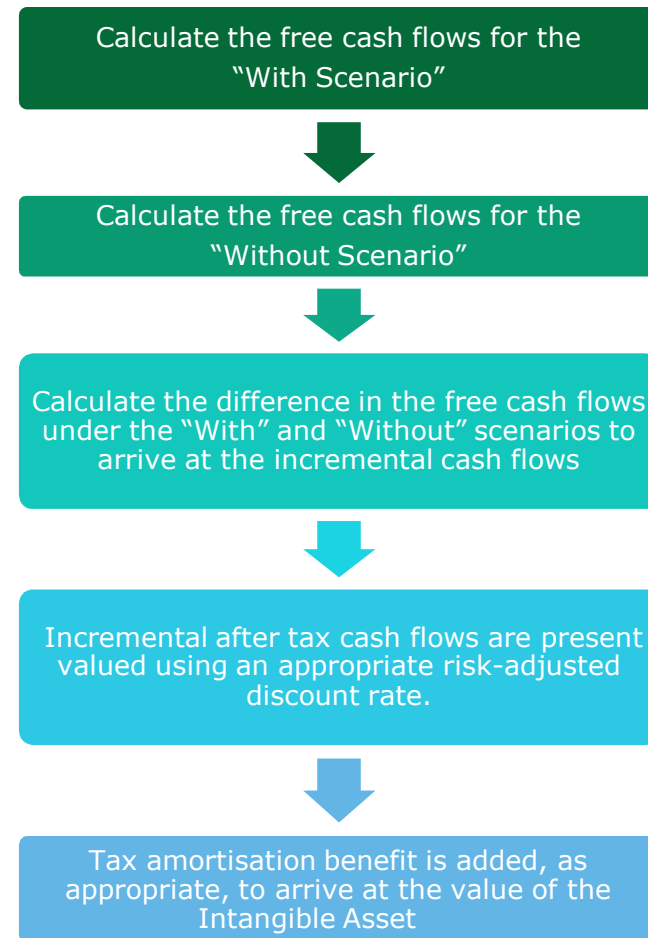 Calculate the free cash flows for the
“With Scenario”
Calculate the free cash flows for the
“Without Scenario”
Calculate the difference in the free cash flows
under the “With” and “Without” scenarios to
arrive at the incremental cash flows
Incremental after tax cash flows are present
valued using an appropriate risk-adjusted
discount rate.
Tax amortisation benefit is added, as
appropriate, to arrive at the value of the
Intangible Asset